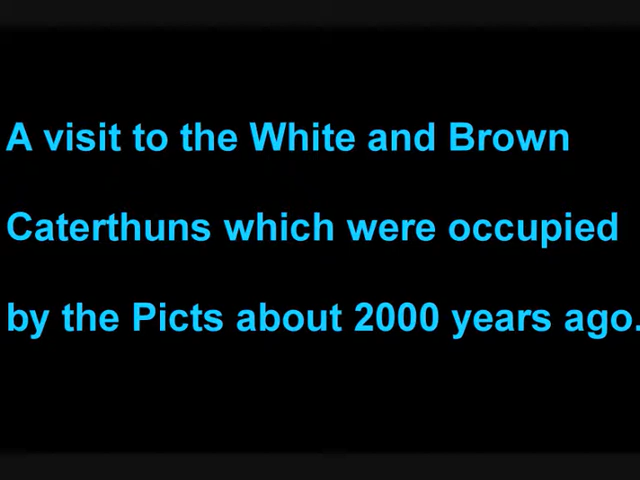 A visit to the White and Brown
Caterthuns which were occupied
by the Picts about 2000 years ago.